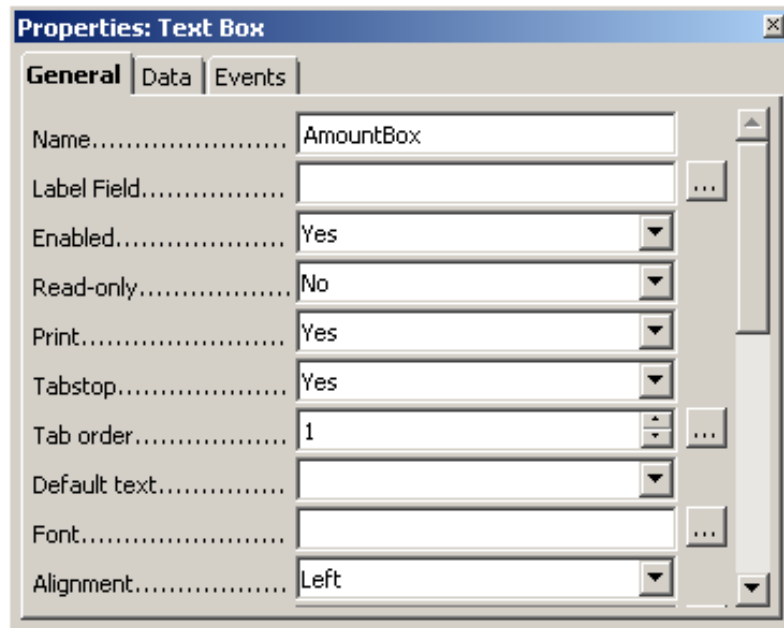 Properties: Text Box
General Data Events
Name...................... AmountBox
Label Field................ ...
Enabled................... Yes
Read-only.................. No
Print...................... Yes
Tabstop................... Yes
Tab order................. 1 ...
Default text...............
Font...................... ...
Alignment................. Left